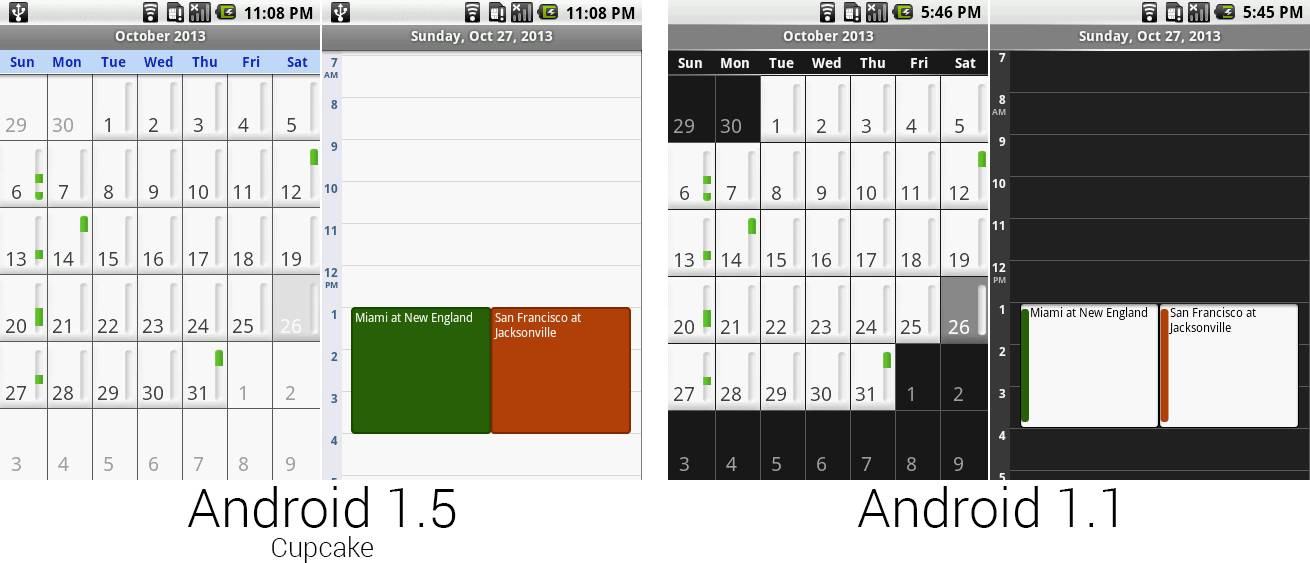 11:08 PM
October 2013
Sun Mon Tue Wed Thu Fri Sat
29 30 1 2 3 4 5
6 7 8 9 10 11 12
13 14 15 16 17 18 19
20 21 22 23 24 25 26
27 28 29 30 31 1 2
3 4 5 6 7 8 9
11:08 PM
Sunday, Oct 27, 2013
7
AM
8
9
10
11
12
PM
1
Miami at New England
San Francisco at
Jacksonville
2
3
4
5
Android 1.5
Cupcake
5:46 PM
October 2013
Sun Mon Tue Wed Thu Fri Sat
29 30 1 2 3 4 5
6 7 8 9 10 11 12
13 14 15 16 17 18 19
20 21 22 23 24 25 26
27 28 29 30 31 1 2
3 4 5 6 7 8 9
5:45 PM
Sunday, Oct 27, 2013
7
8
AM
9
10
11
12
PM
1
Miami at New England
San Francisco at
Jacksonville
2
3
4
5
Android 1.1